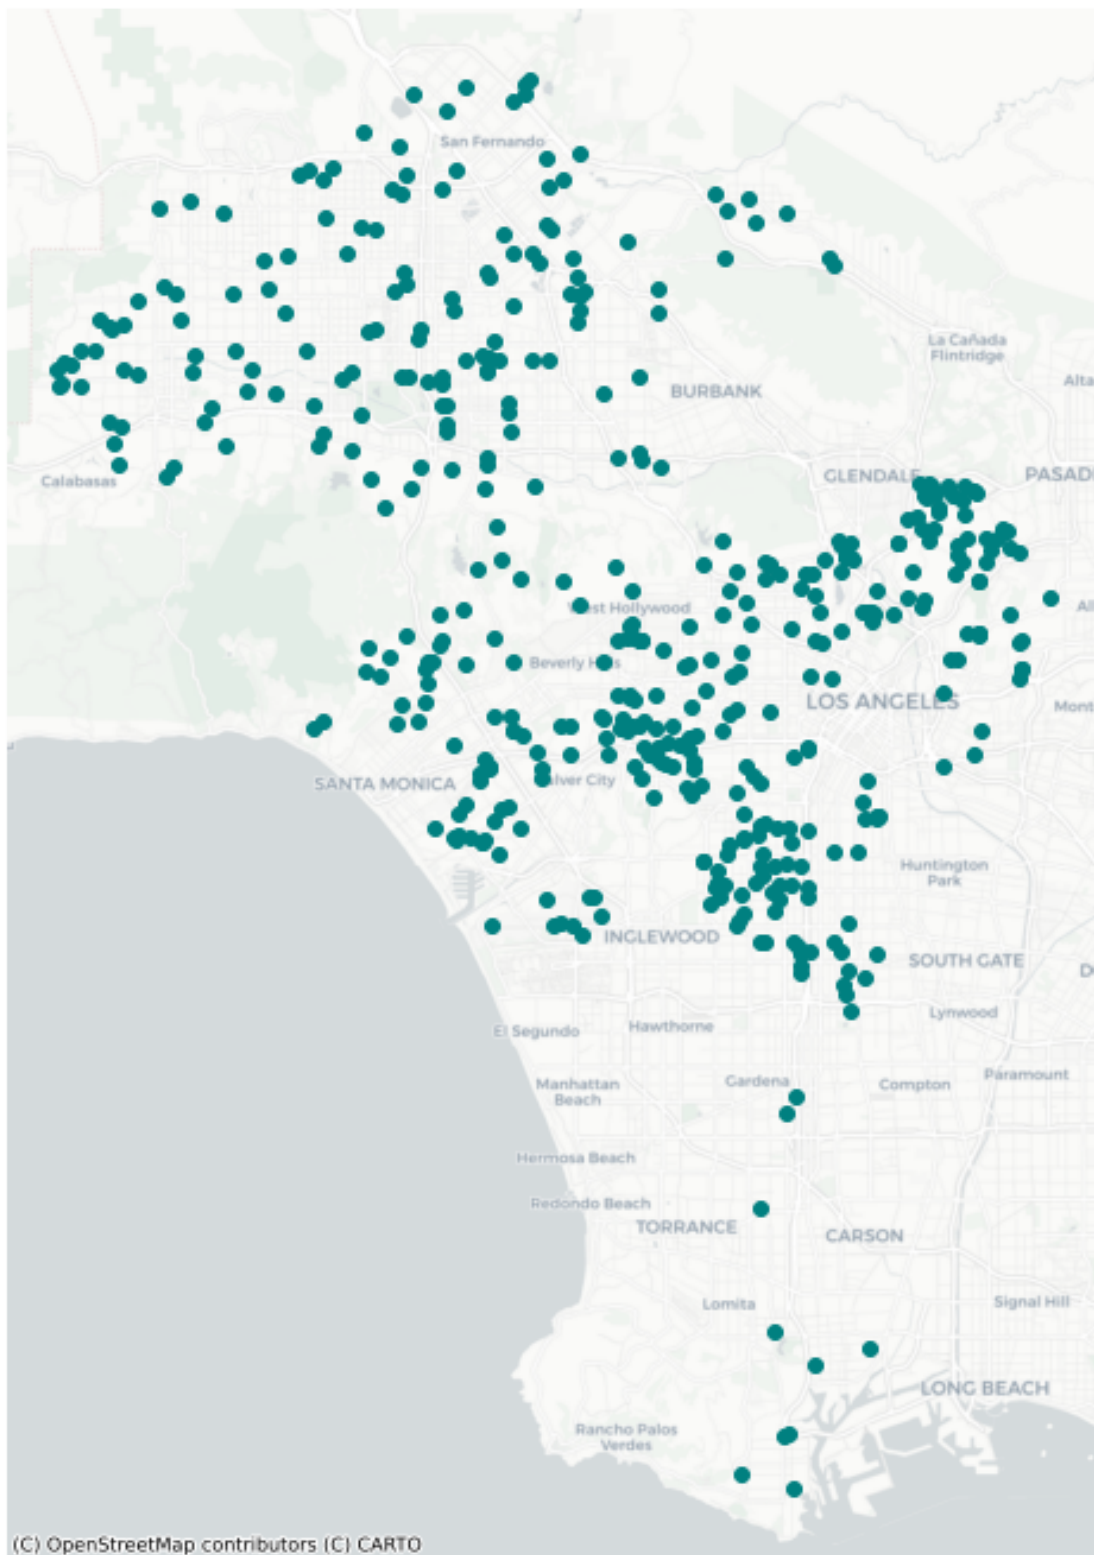 San Fernando
La Cañada
Flintridge
BURBANK
Alta
GLENDALE
PASADE
Calabasas
West Hollywood
Beverly Hills
LOS ANGELES
Mont
SANTA MONICA
Culver City
Huntington
Park
INGLEWOOD
SOUTH GATE
El Segundo
Hawthorne
Lynwood
Manhattan
Beach
Gardena
Compton
Paramount
Hermosa Beach
Redondo Beach
TORRANCE
CARSON
Lomita
Signal Hill
LONG BEACH
Rancho Palos
Verdes
(C) OpenStreetMap contributors (C) CARTO